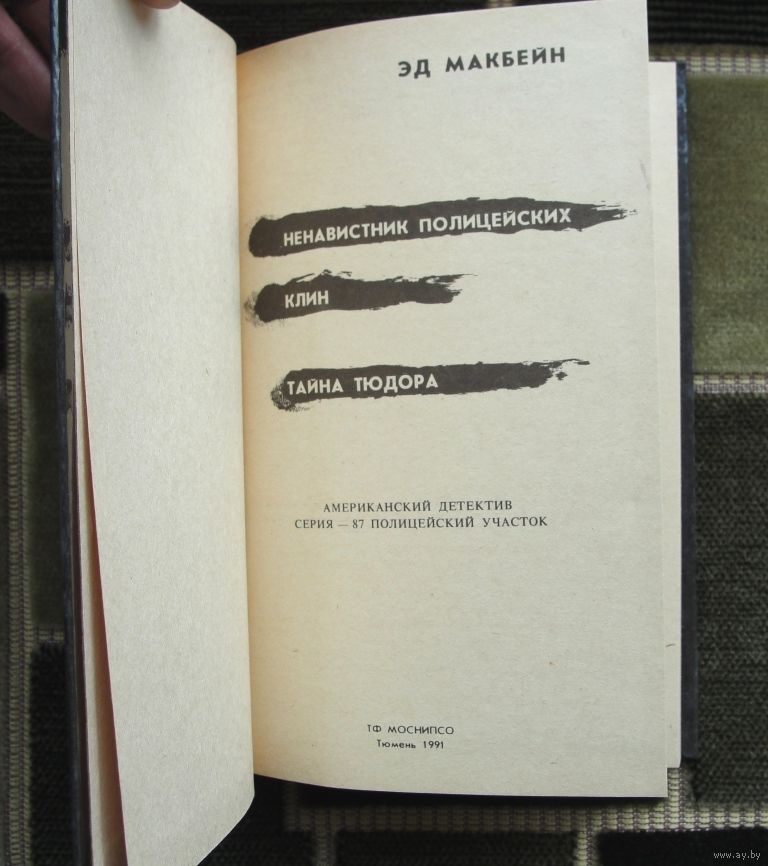 ЭД МАКБЕЙН
НЕНАВИСТНИК ПОЛИЦЕЙСКИХ
КЛИН
ТАЙНА ТЮДОРА
АМЕРИКАНСКИЙ ДЕТЕКТИВ
СЕРИЯ — 87 ПОЛИЦЕЙСКИЙ УЧАСТОК
ТФ МОСНИПСО
Тюмень 1991
www.ay.by